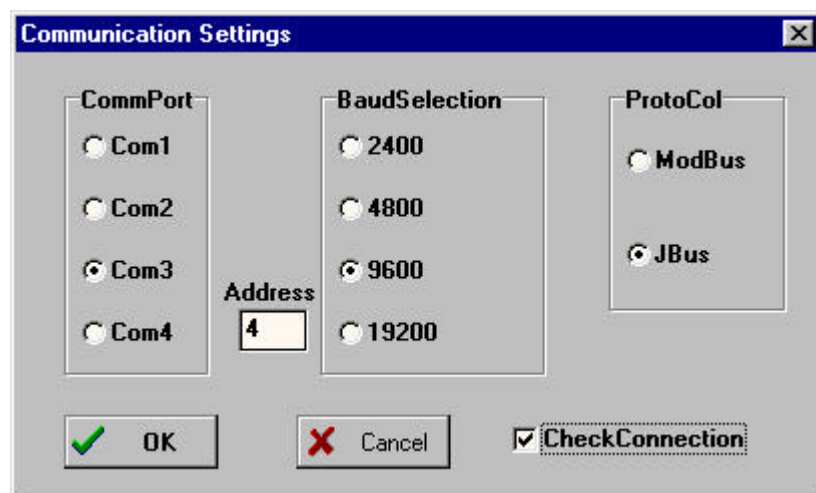 Communication Settings
CommPort
Com1
Com2
Com3
Com4
Address
4
BaudSelection
2400
4800
9600
19200
ProtoCol
ModBus
JBus
OK
Cancel
CheckConnection